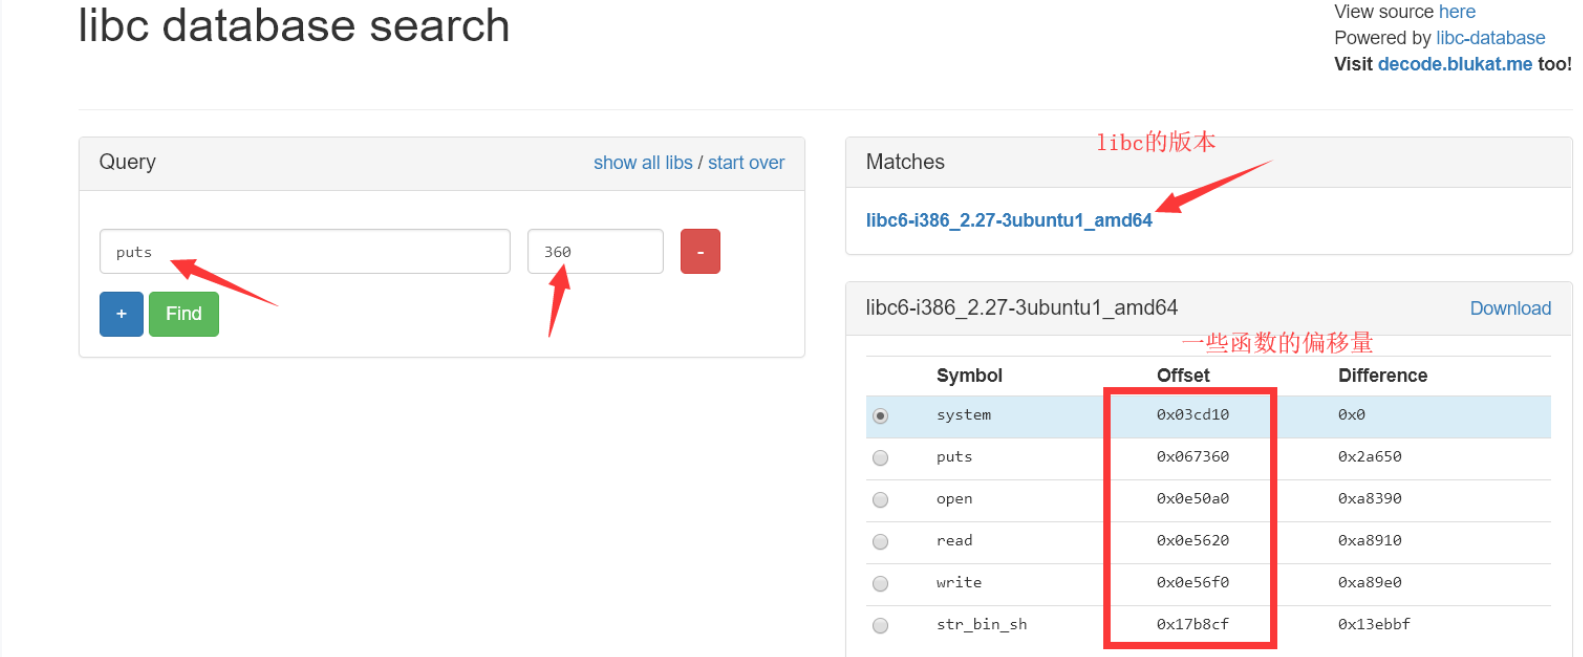 libc database search
View source here
Powered by libc-database
Visit decode.blukat.me too!
Query
show all libs / start over
puts
360
-
+
Find
libc的版本
Matches
libc6-i386_2.27-3ubuntu1_amd64
libc6-i386_2.27-3ubuntu1_amd64
Download
一些函数的偏移量
Symbol Offset Difference
system 0x03cd10 0x0
puts 0x067360 0x2a650
open 0x0e50a0 0xa8390
read 0x0e5620 0xa8910
write 0x0e56f0 0xa89e0
str_bin_sh 0x17b8cf 0x13ebbf